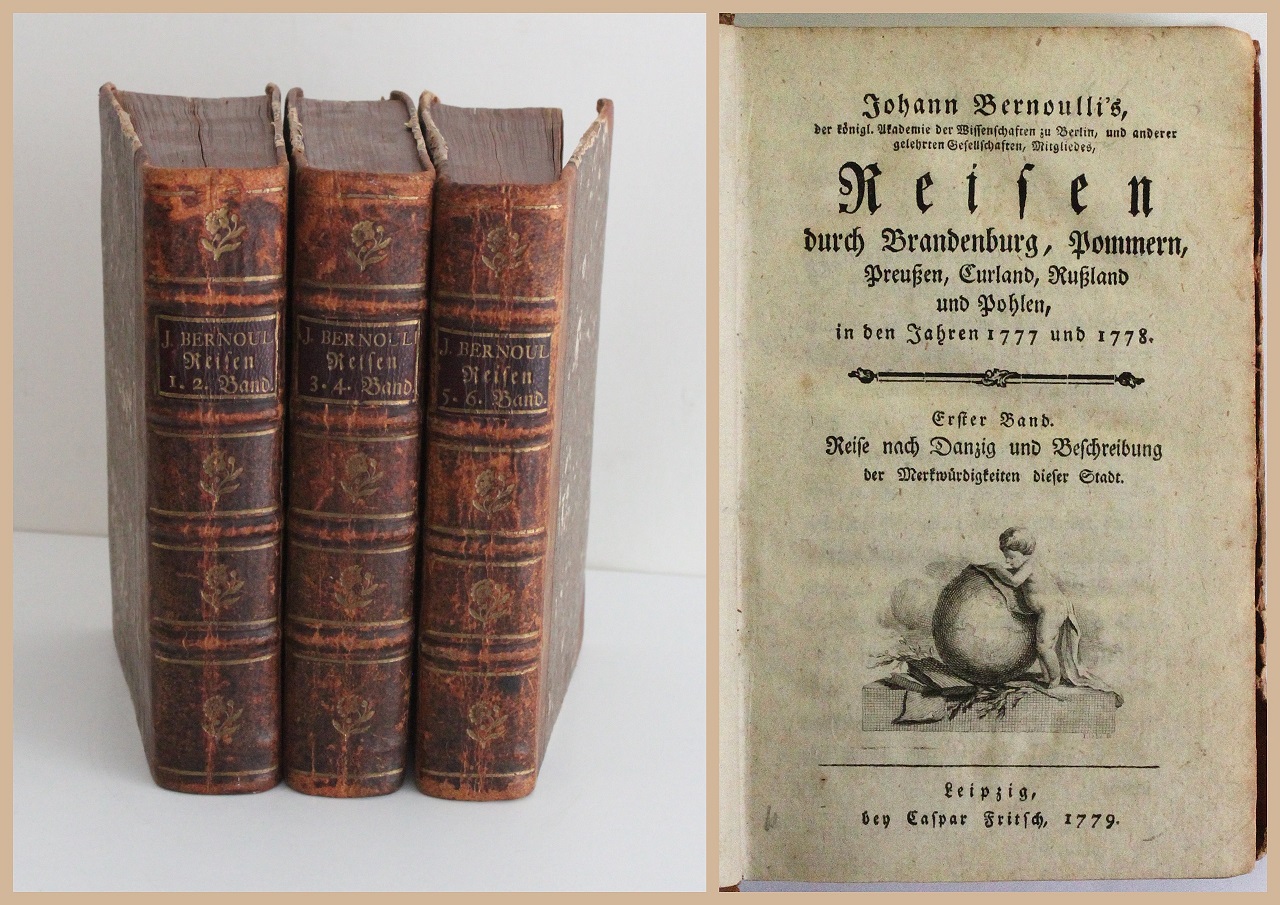 J. BERNOUL
Reisen
1. 2. Band.
J. BERNOUL
Reisen
3. 4. Band.
J. BERNOUL
Reisen
5. 6. Band.
Johann Bernoulli's,
der königl. Akademie der Wissenschaften zu Berlin, und anderer
gelehrten Gesellschaften, Mitgliedes,
Reisen
durch Brandenburg, Pommern,
Preußen, Curland, Rußland
und Pohlen,
in den Jahren 1777 und 1778.
Erster Band.
Reise nach Danzig und Beschreibung
der Merkwürdigkeiten dieser Stadt.
Leipzig,
bey Caspar Fritsch, 1779.